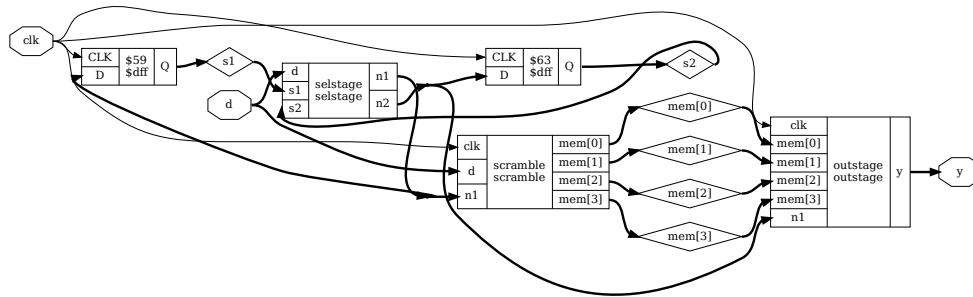 clk
CLK
D
$59
$dff
Q
s1
d
d
s1
s2
selstage
selstage
n1
n2
CLK
D
$63
$dff
Q
s2
clk
d
n1
scramble
scramble
mem[0]
mem[1]
mem[2]
mem[3]
mem[0]
mem[1]
mem[2]
mem[3]
clk
mem[0]
mem[1]
mem[2]
mem[3]
n1
outstage
outstage
y
y